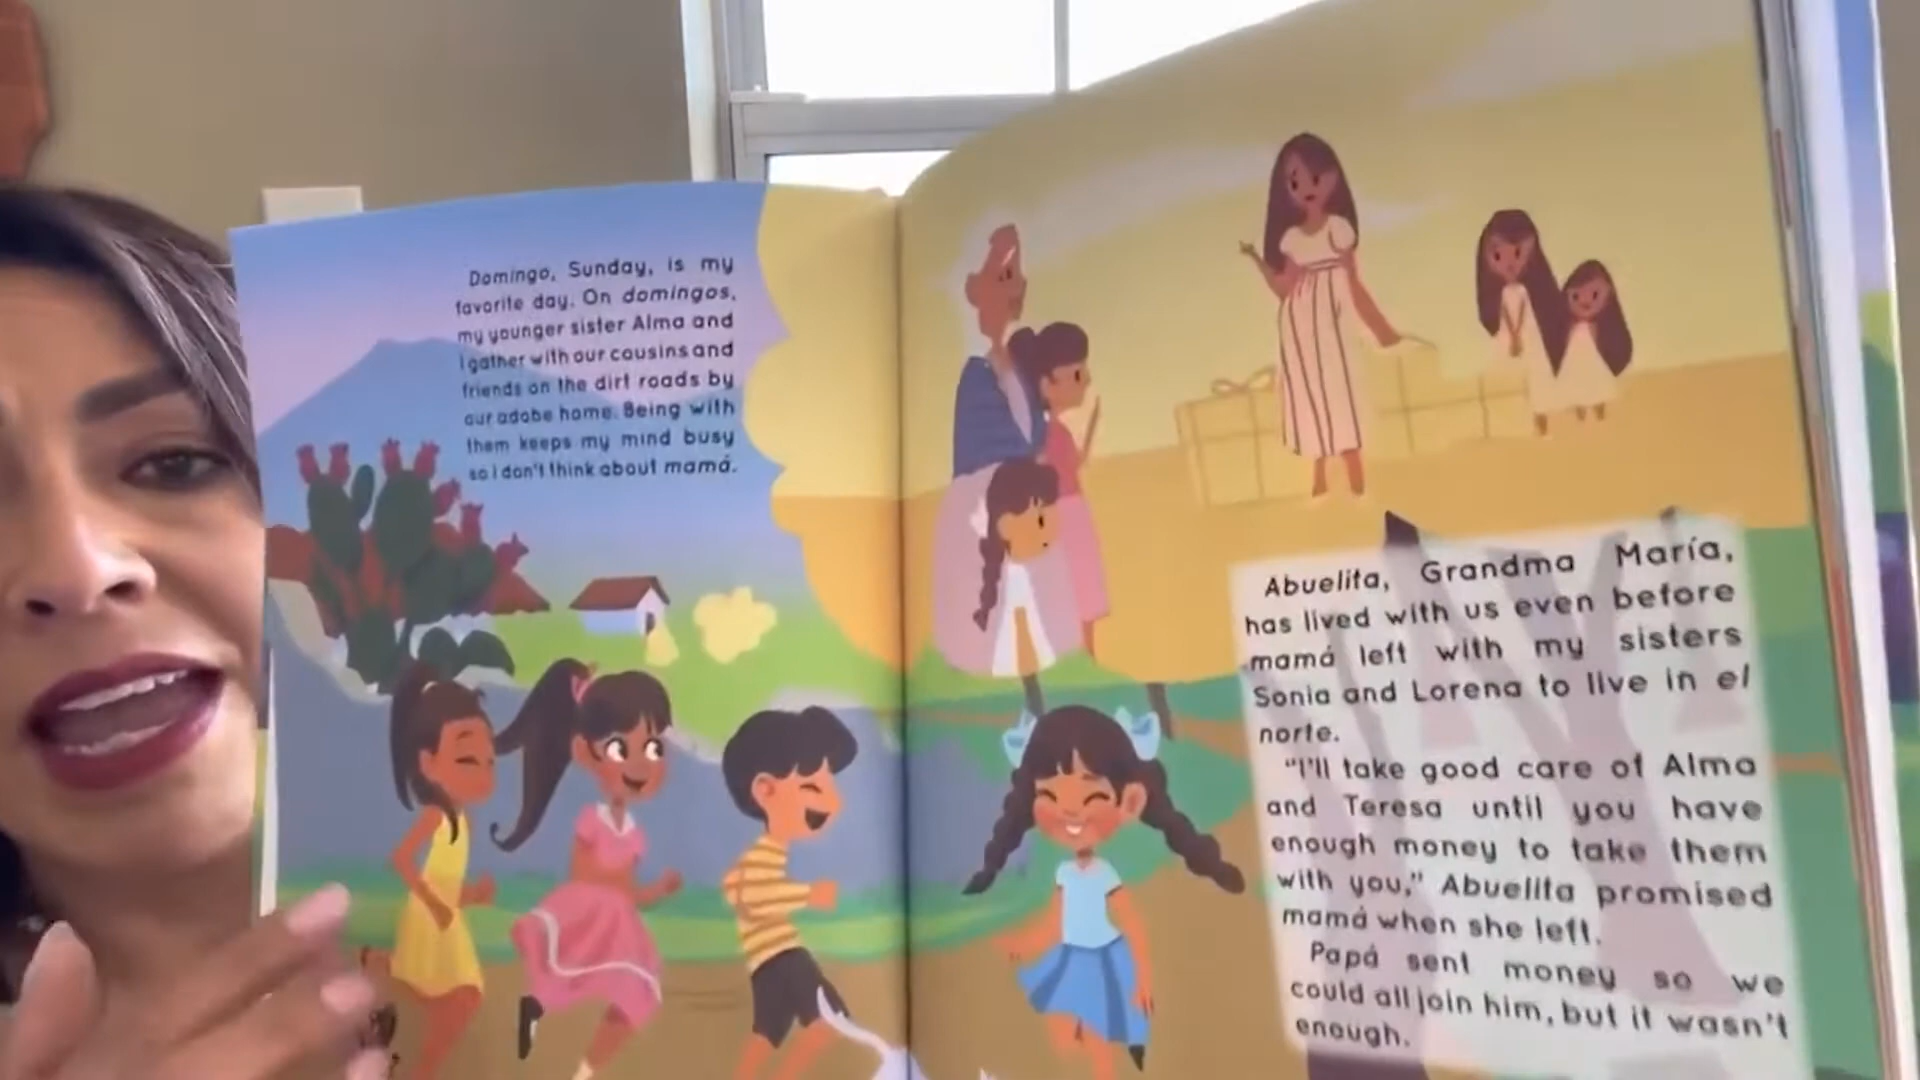 Domingo, Sunday, is my
favorite day. On domingos,
my younger sister Alma and
I gather with our cousins and
friends on the dirt roads by
our adobe home. Being with
them keeps my mind busy
so I don't think about mamá.
Abuelita, Grandma María,
has lived with us even before
mamá left with my sisters
Sonia and Lorena to live in el
norte.
"I'll take good care of Alma
and Teresa until you have
enough money to take them
with you," Abuelita promised
mamá when she left.
Papá sent money so we
could all join him, but it wasn't
enough.